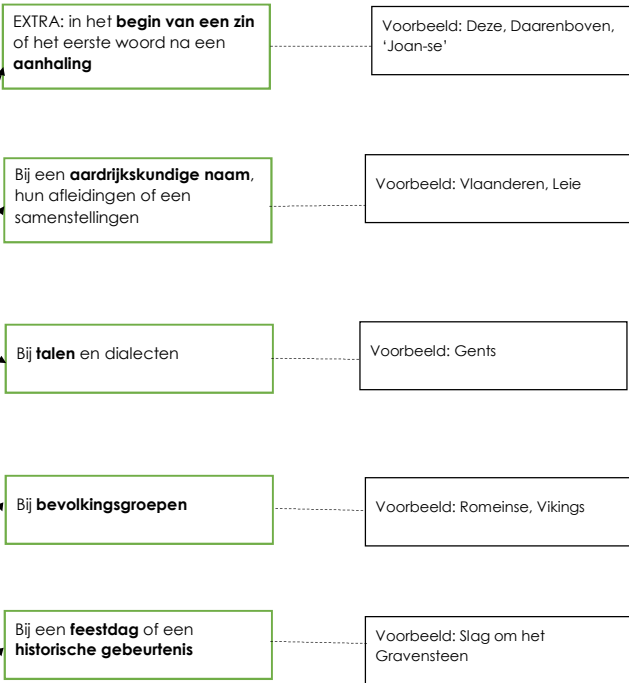 EXTRA: in het begin van een zin
of het eerste woord na een
aanhaling
Voorbeeld: Deze, Daarenboven,
‘Joan-se’
Bij een aardrijkskundige naam,
hun afleidingen of een
samenstellingen
Voorbeeld: Vlaanderen, Leie
Bij talen en dialecten
Voorbeeld: Gents
Bij bevolkingsgroepen
Voorbeeld: Romeinse, Vikings
Bij een feestdag of een
historische gebeurtenis
Voorbeeld: Slag om het
Gravensteen